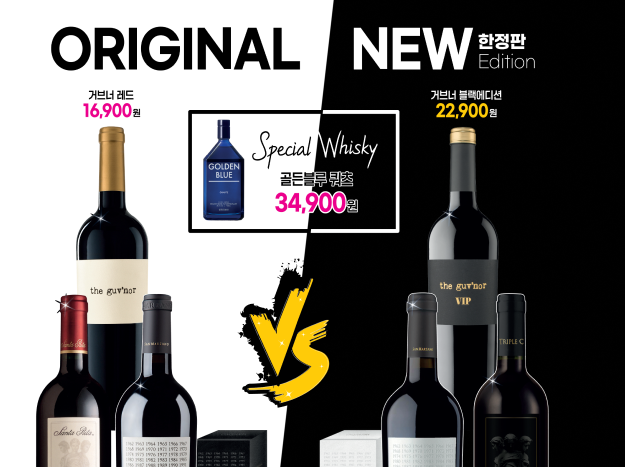 ORIGINAL
NEW 한정판
Edition
거브너 레드
16,900원
거브너 블랙에디션
22,900원
GOLDEN
BLUE
Special Whisky
골든블루 쿼츠
34,900원
the guv'nor
the guv'nor
VIP
VS
Santa Rita
TRIPLE C
Santa Rita